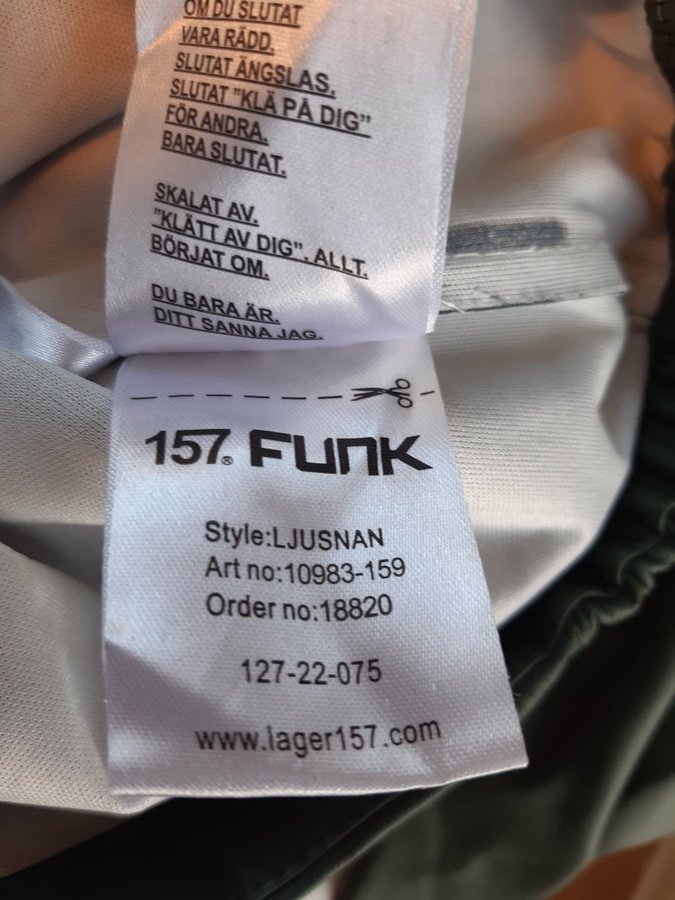 OM DU SLUTAT
VARA RÄDD.
SLUTAT ÄNGSLAS.
SLUTAT "KLÄ PÅ DIG"
FÖR ANDRA.
BARA SLUTAT.
SKALAT AV.
"KLÄTT AV DIG". ALLT.
BÖRJAT OM.
DU BARA ÄR.
DITT SANNA JAG.
157® FUNK
Style:LJUSNAN
Art no:10983-159
Order no:18820
127-22-075
www.lager157.com